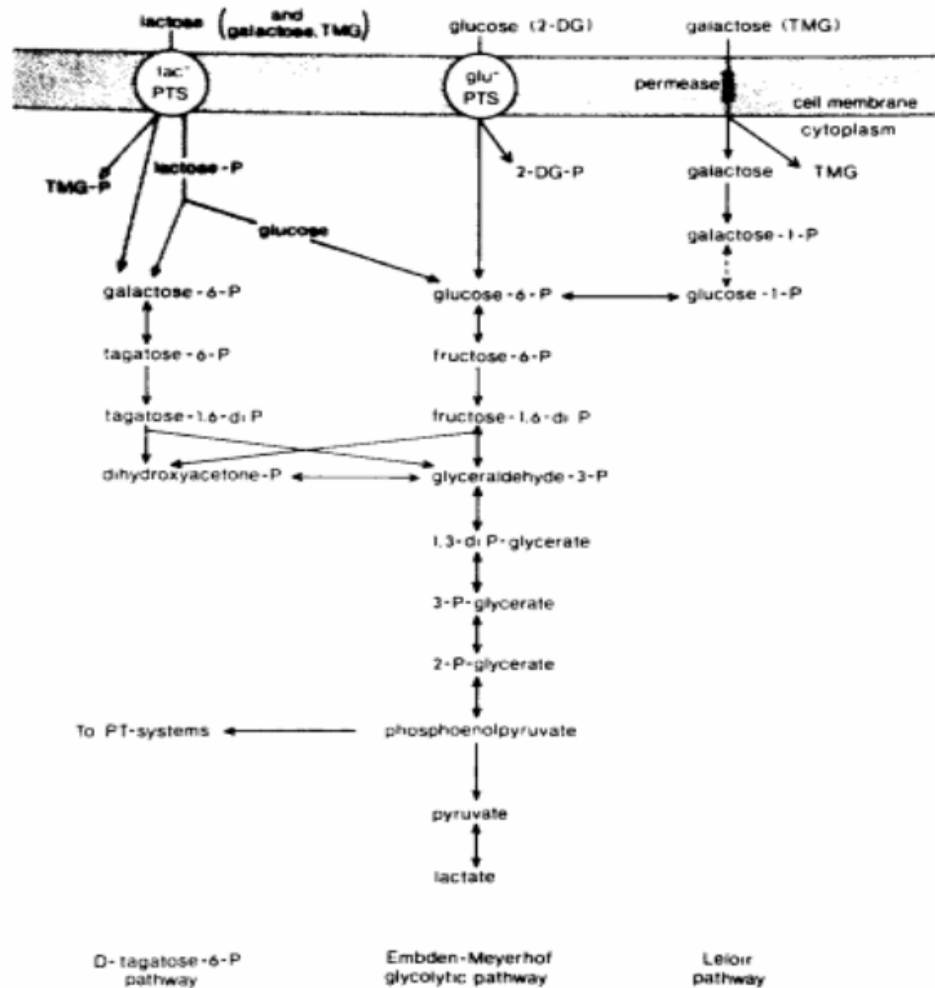 lactose (and galactose, TMG)
glucose (2-DG)
galactose (TMG)
lac-
PTS
glu-
PTS
permease
cell membrane
cytoplasm
TMG-P
lactose-P
2-DG-P
galactose
TMG
glucose
galactose-1-P
galactose-6-P
glucose-6-P
glucose-1-P
tagatose-6-P
fructose-6-P
tagatose-1,6-di P
fructose-1,6-di P
dihydroxyacetone-P
glyceraldehyde-3-P
1,3-di P-glycerate
3-P-glycerate
2-P-glycerate
To PT-systems
phosphoenolpyruvate
pyruvate
lactate
D-tagatose-6-P
pathway
Embden-Meyerhof
glycolytic pathway
Leloir
pathway